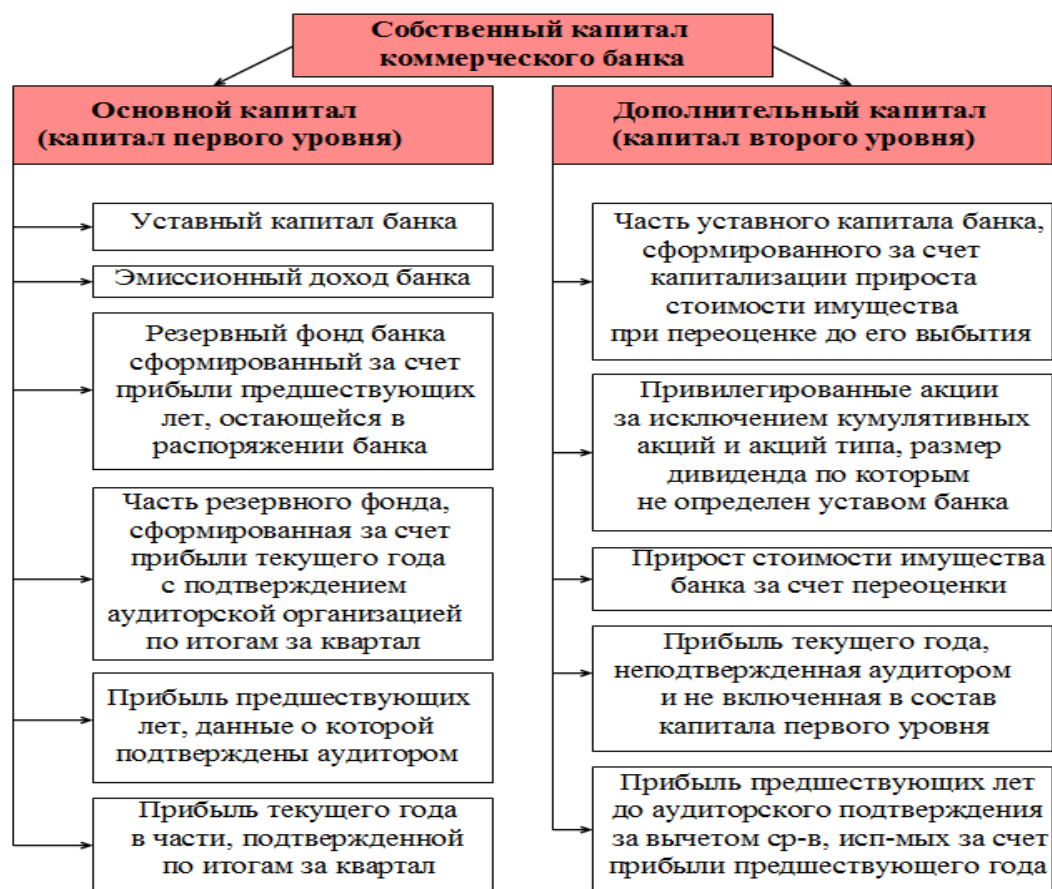 Собственный капитал
коммерческого банка
Основной капитал
(капитал первого уровня)
Уставный капитал банка
Эмиссионный доход банка
Резервный фонд банка
сформированный за счет
прибыли предшествующих
лет, остающейся в
распоряжении банка
Часть резервного фонда,
сформированная за счет
прибыли текущего года
с подтверждением
аудиторской организацией
по итогам за квартал
Прибыль предшествующих
лет, данные о которой
подтверждены аудитором
Прибыль текущего года
в части, подтвержденной
по итогам за квартал
Дополнительный капитал
(капитал второго уровня)
Часть уставного капитала банка,
сформированного за счет
капитализации прироста
стоимости имущества
при переоценке до его выбытия
Привилегированные акции
за исключением кумулятивных
акций и акций типа, размер
дивиденда по которым
не определен уставом банка
Прирост стоимости имущества
банка за счет переоценки
Прибыль текущего года,
неподтвержденная аудитором
и не включенная в состав
капитала первого уровня
Прибыль предшествующих лет
до аудиторского подтверждения
за вычетом ср-в, исп-мых за счет
прибыли предшествующего года